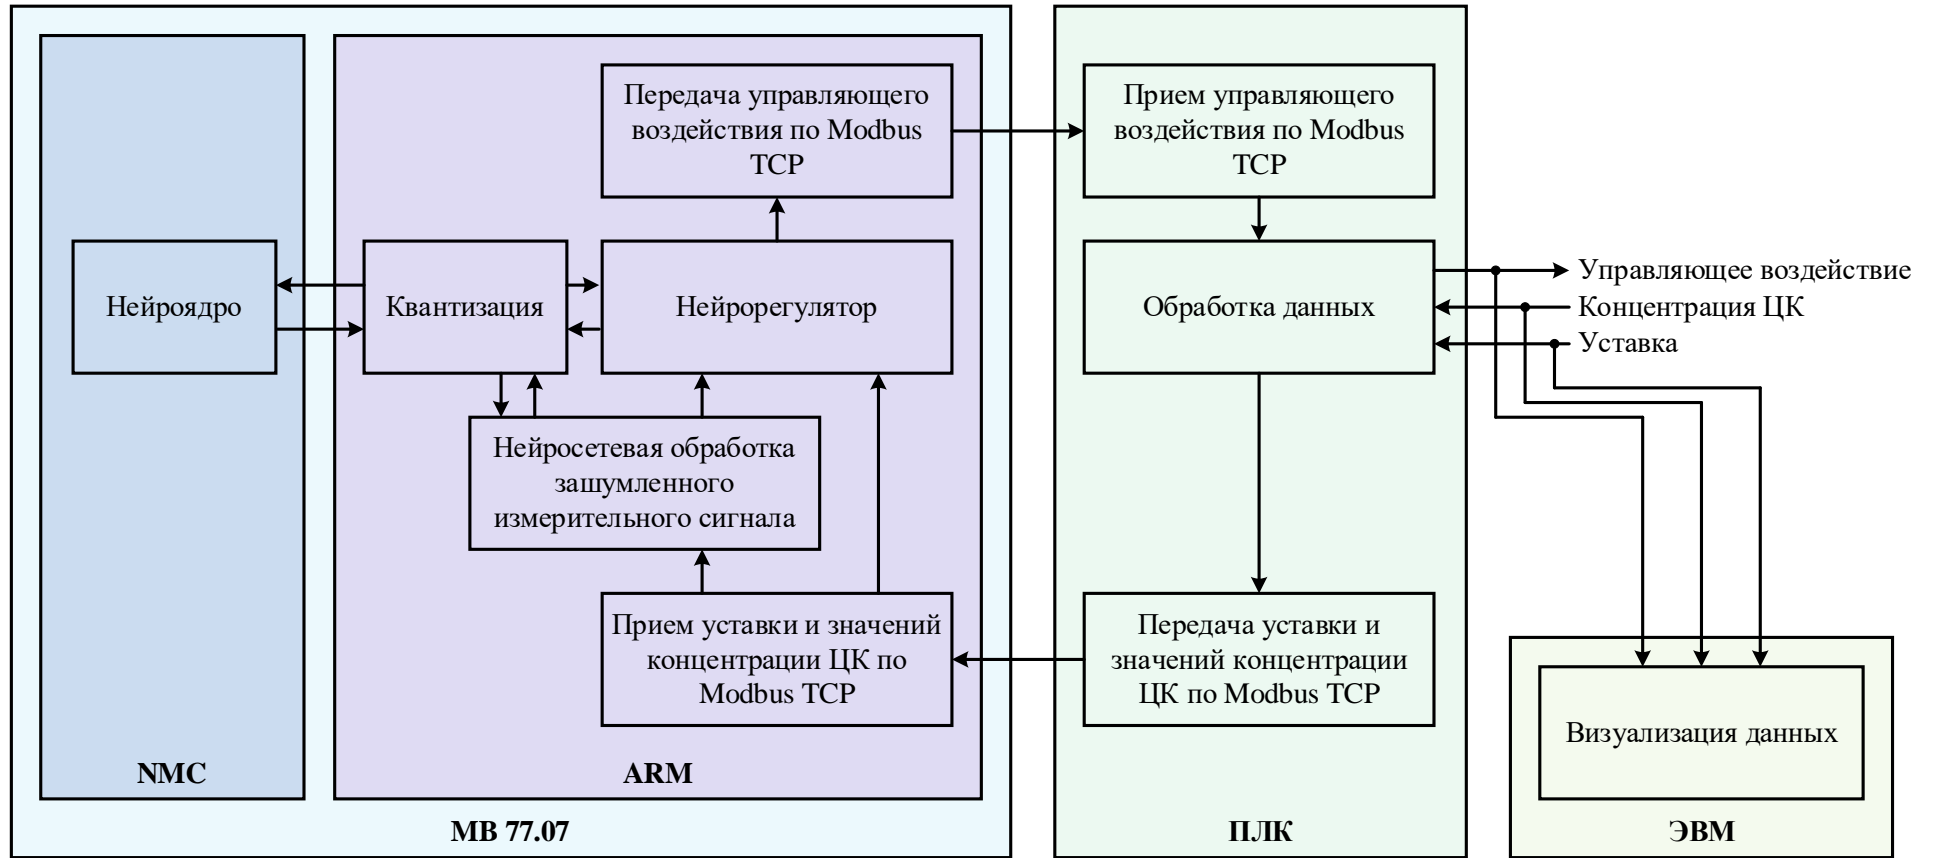 Передача управляющего
воздействия по Modbus
TCP
Прием управляющего
воздействия по Modbus
TCP
Нейроядро
Квантизация
Нейрорегулятор
Обработка данных
Управляющее воздействие
Концентрация ЦК
Уставка
Нейросетевая обработка
зашумленного
измерительного сигнала
Прием уставки и значений
концентрации ЦК по
Modbus TCP
Передача уставки и
значений концентрации
ЦК по Modbus TCP
Визуализация данных
NMC
ARM
МВ 77.07
ПЛК
ЭВМ